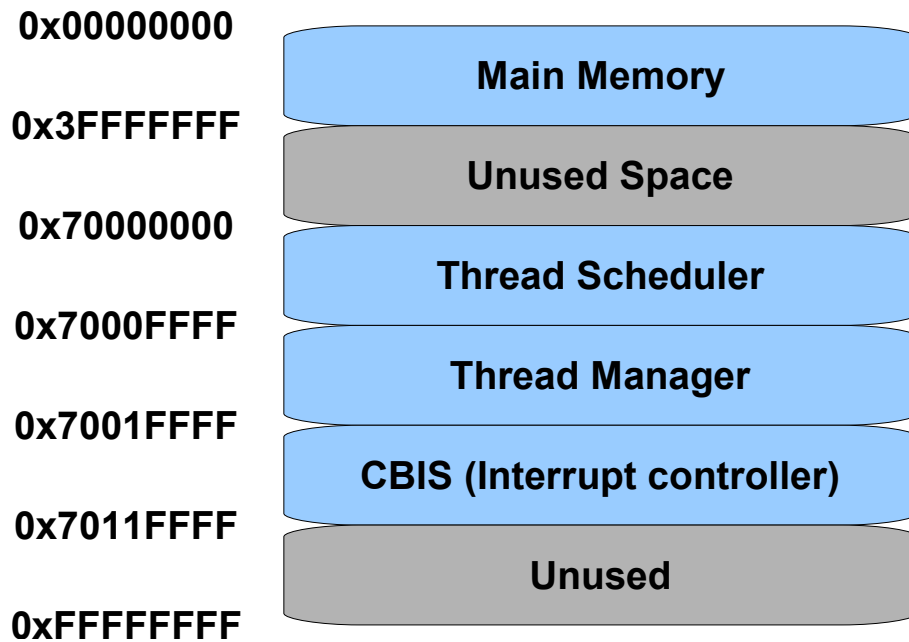 0x00000000
Main Memory
0x3FFFFFFF
Unused Space
0x70000000
Thread Scheduler
0x7000FFFF
Thread Manager
0x7001FFFF
CBIS (Interrupt controller)
0x7011FFFF
Unused
0xFFFFFFFF